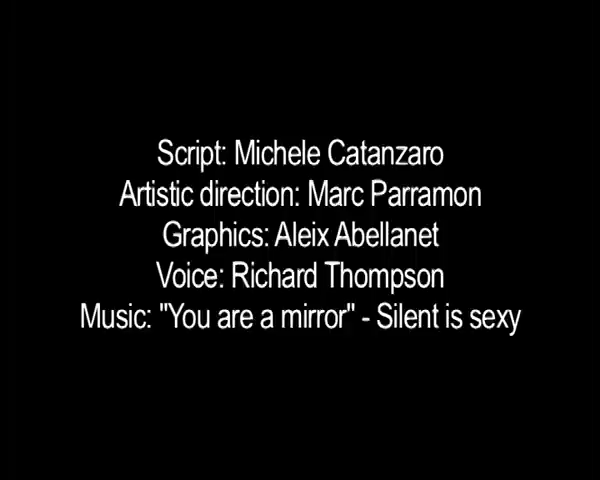 Script: Michele Catanzaro
Artistic direction: Marc Parramon
Graphics: Aleix Abellanet
Voice: Richard Thompson
Music: "You are a mirror" - Silent is sexy